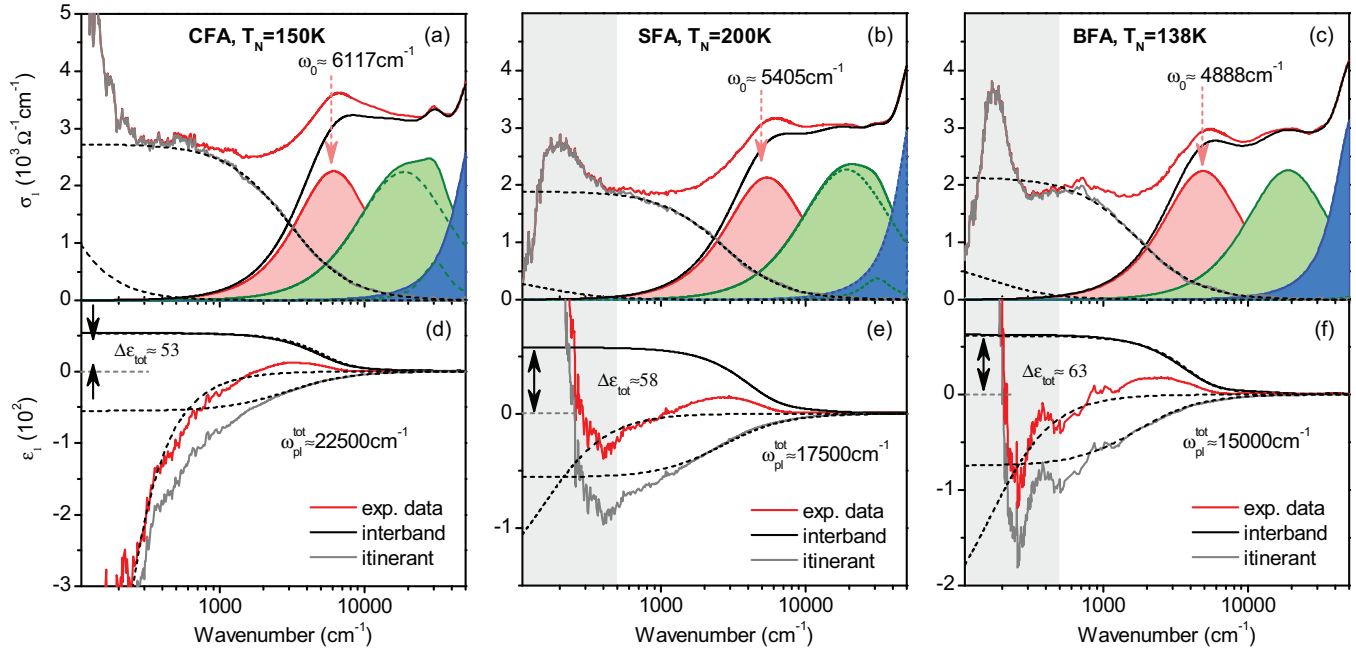 CFA, T_N=150K (a)
ω₀≈ 6117cm⁻¹
5
4
3
2
1
0
σ₁ (10³ Ω⁻¹cm⁻¹)
SFA, T_N=200K (b)
ω₀≈ 5405cm⁻¹
5
4
3
2
1
0
BFA, T_N=138K (c)
ω₀≈ 4888cm⁻¹
5
4
3
2
1
0
(d)
Δε_tot≈ 53
ω_pl^tot≈22500cm⁻¹
exp. data
interband
itinerant
0
-1
-2
-3
ε₁ (10²)
1000 10000
Wavenumber (cm⁻¹)
(e)
Δε_tot≈58
ω_pl^tot≈17500cm⁻¹
exp. data
interband
itinerant
0
-1
1000 10000
Wavenumber (cm⁻¹)
(f)
Δε_tot≈ 63
ω_pl^tot≈15000cm⁻¹
exp. data
interband
itinerant
0
-1
-2
1000 10000
Wavenumber (cm⁻¹)